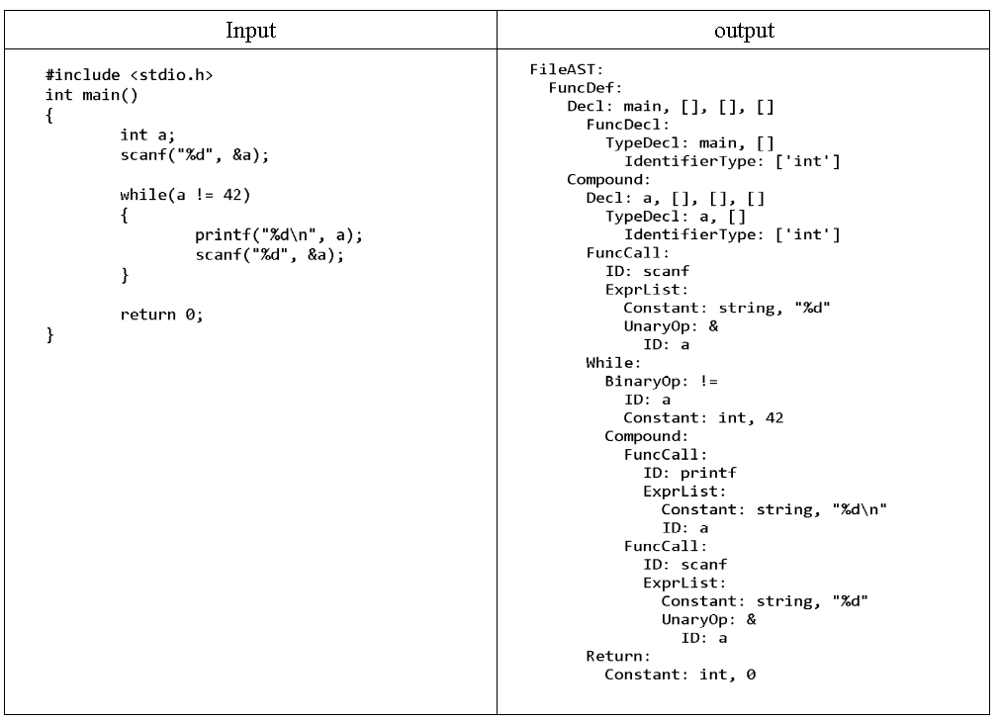 Input
#include <stdio.h>
int main()
{
        int a;
        scanf("%d", &a);

        while(a != 42)
        {
                printf("%d\n", a);
                scanf("%d", &a);
        }

        return 0;
}
output
FileAST:
  FuncDef:
    Decl: main, [], [], []
      FuncDecl:
        TypeDecl: main, []
          IdentifierType: ['int']
    Compound:
      Decl: a, [], [], []
        TypeDecl: a, []
          IdentifierType: ['int']
      FuncCall:
        ID: scanf
        ExprList:
          Constant: string, "%d"
          UnaryOp: &
            ID: a
      While:
        BinaryOp: !=
          ID: a
          Constant: int, 42
        Compound:
          FuncCall:
            ID: printf
            ExprList:
              Constant: string, "%d\n"
              ID: a
          FuncCall:
            ID: scanf
            ExprList:
              Constant: string, "%d"
              UnaryOp: &
                ID: a
      Return:
        Constant: int, 0